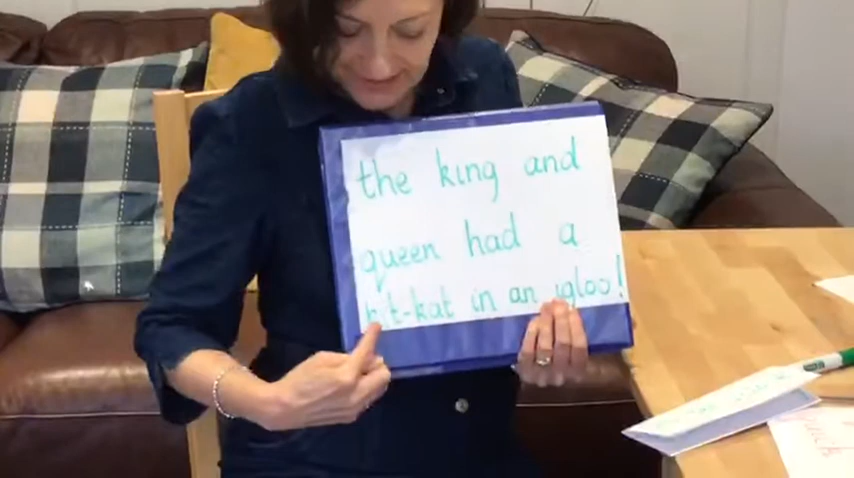 the king and
queen had a
kit-kat in an igloo!